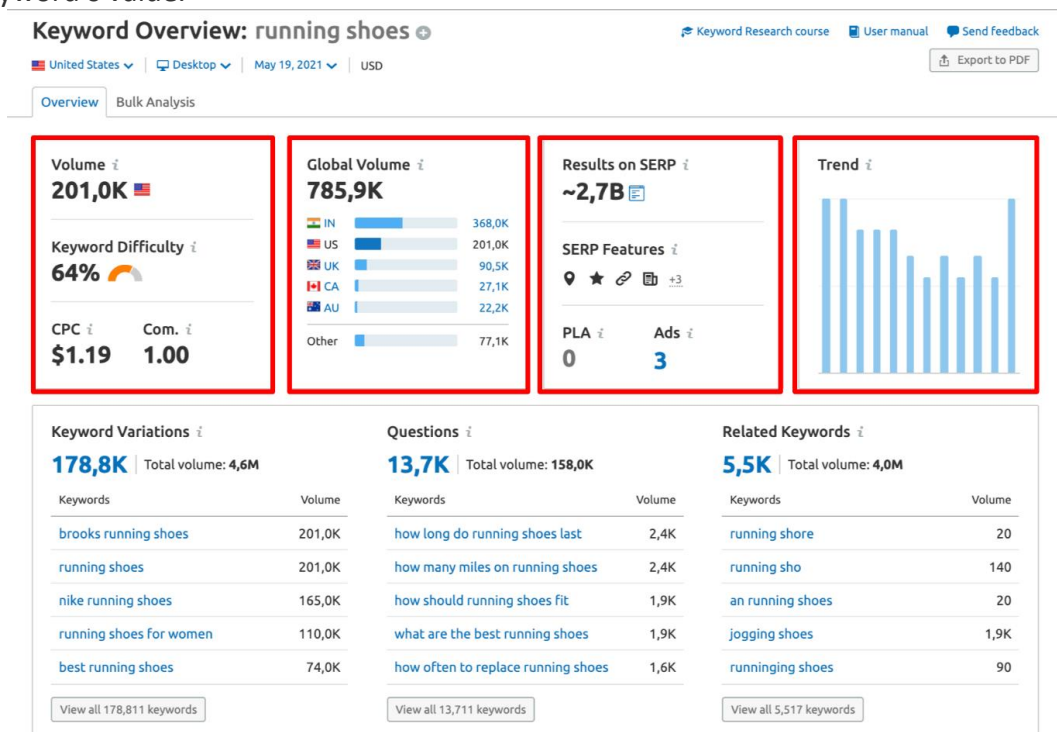 Keyword Overview: running shoes
Keyword Research course User manual Send feedback
United States Desktop May 19, 2021 USD
Export to PDF
Overview Bulk Analysis
Volume i
201,0K
Keyword Difficulty i
64%
CPC i Com. i
$1.19 1.00
Global Volume i
785,9K
IN 368,0K
US 201,0K
UK 90,5K
CA 27,1K
AU 22,2K
Other 77,1K
Results on SERP i
~2,7B
SERP Features i
+3
PLA i Ads i
0 3
Trend i
Keyword Variations i
178,8K Total volume: 4,6M
Keywords Volume
brooks running shoes 201,0K
running shoes 201,0K
nike running shoes 165,0K
running shoes for women 110,0K
best running shoes 74,0K
View all 178,811 keywords
Questions i
13,7K Total volume: 158,0K
Keywords Volume
how long do running shoes last 2,4K
how many miles on running shoes 2,4K
how should running shoes fit 1,9K
what are the best running shoes 1,9K
how often to replace running shoes 1,6K
View all 13,711 keywords
Related Keywords i
5,5K Total volume: 4,0M
Keywords Volume
running shore 20
running sho 140
an running shoes 20
jogging shoes 1,9K
runninging shoes 90
View all 5,517 keywords